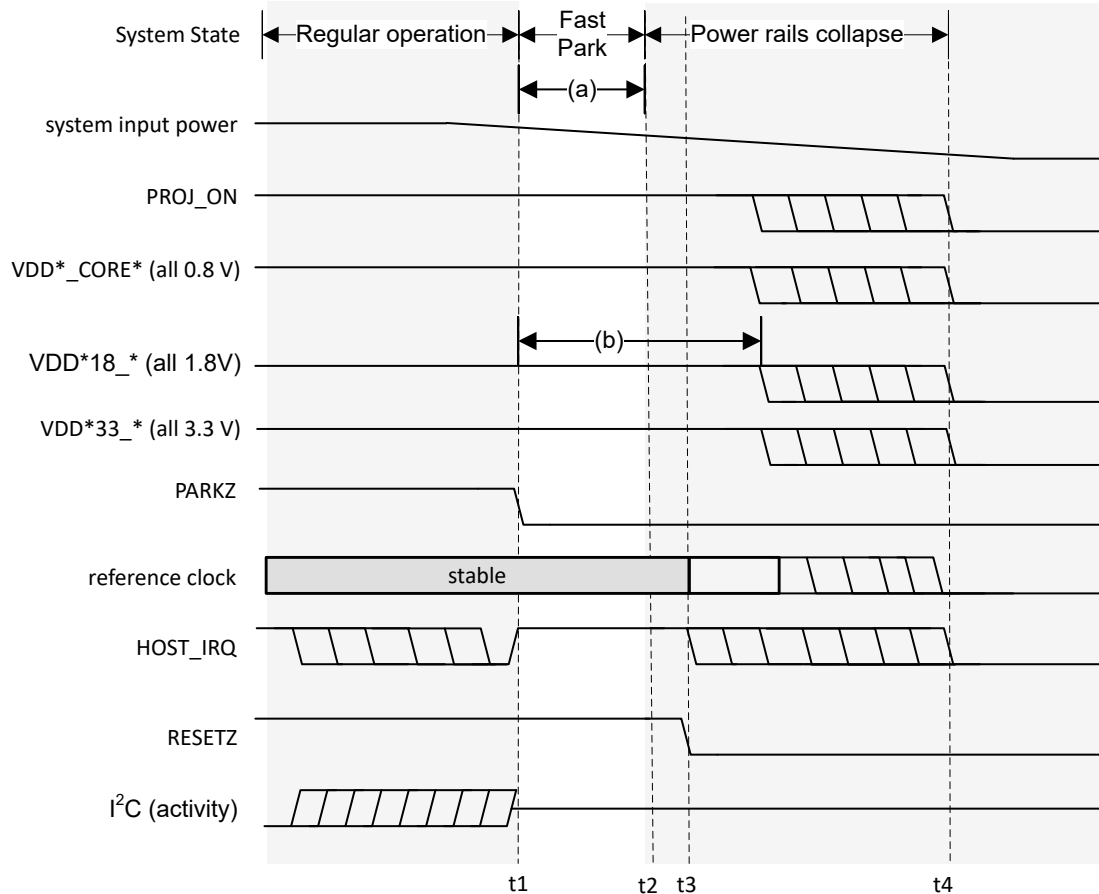 System State
Regular operation
Fast
Park
Power rails collapse
(a)
system input power
PROJ_ON
VDD*_CORE* (all 0.8 V)
(b)
VDD*18_* (all 1.8V)
VDD*33_* (all 3.3 V)
PARKZ
reference clock
stable
HOST_IRQ
RESETZ
I²C (activity)
t1
t2
t3
t4